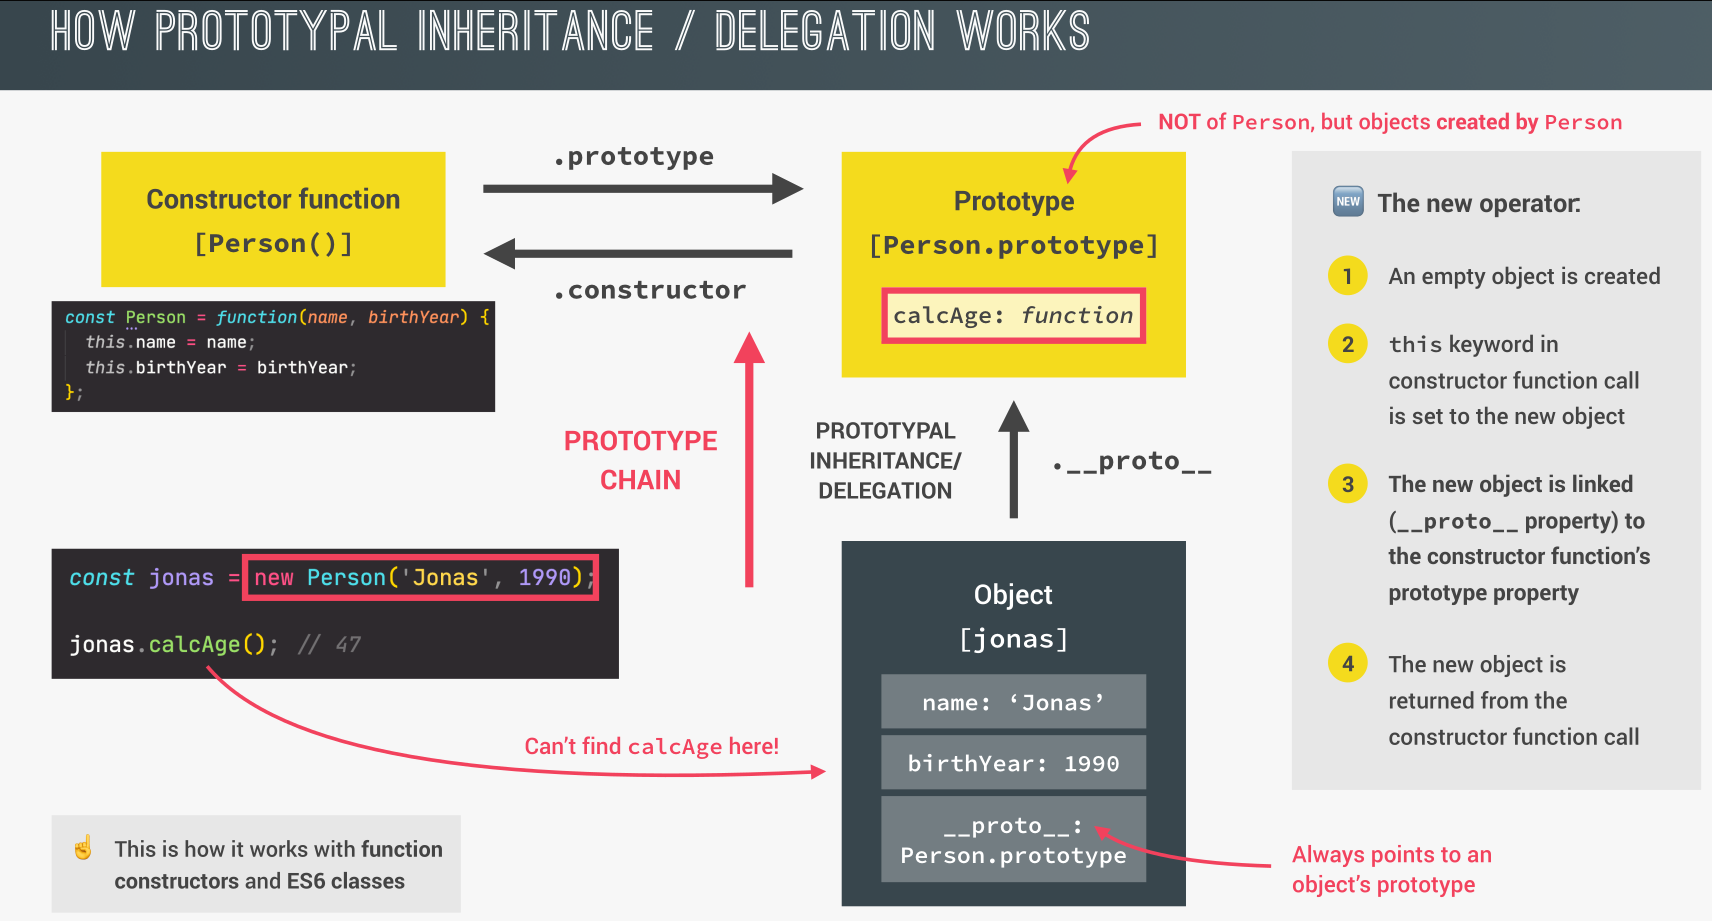 HOW PROTOTYPAL INHERITANCE / DELEGATION WORKS
NOT of Person, but objects created by Person
.prototype
Constructor function
[Person()]
.constructor
const Person = function(name, birthYear) {
this.name = name;
this.birthYear = birthYear;
};
Prototype
[Person.prototype]
calcAge: function
PROTOTYPE
CHAIN
PROTOTYPAL
INHERITANCE/
DELEGATION
.__proto__
const jonas = new Person('Jonas', 1990);
jonas.calcAge(); // 47
Can't find calcAge here!
Object
[jonas]
name: ‘Jonas’
birthYear: 1990
__proto__:
Person.prototype
Always points to an
object’s prototype
☝ This is how it works with function
constructors and ES6 classes
NEW The new operator:
1 An empty object is created
2 this keyword in
constructor function call
is set to the new object
3 The new object is linked
(__proto__ property) to
the constructor function’s
prototype property
4 The new object is
returned from the
constructor function call